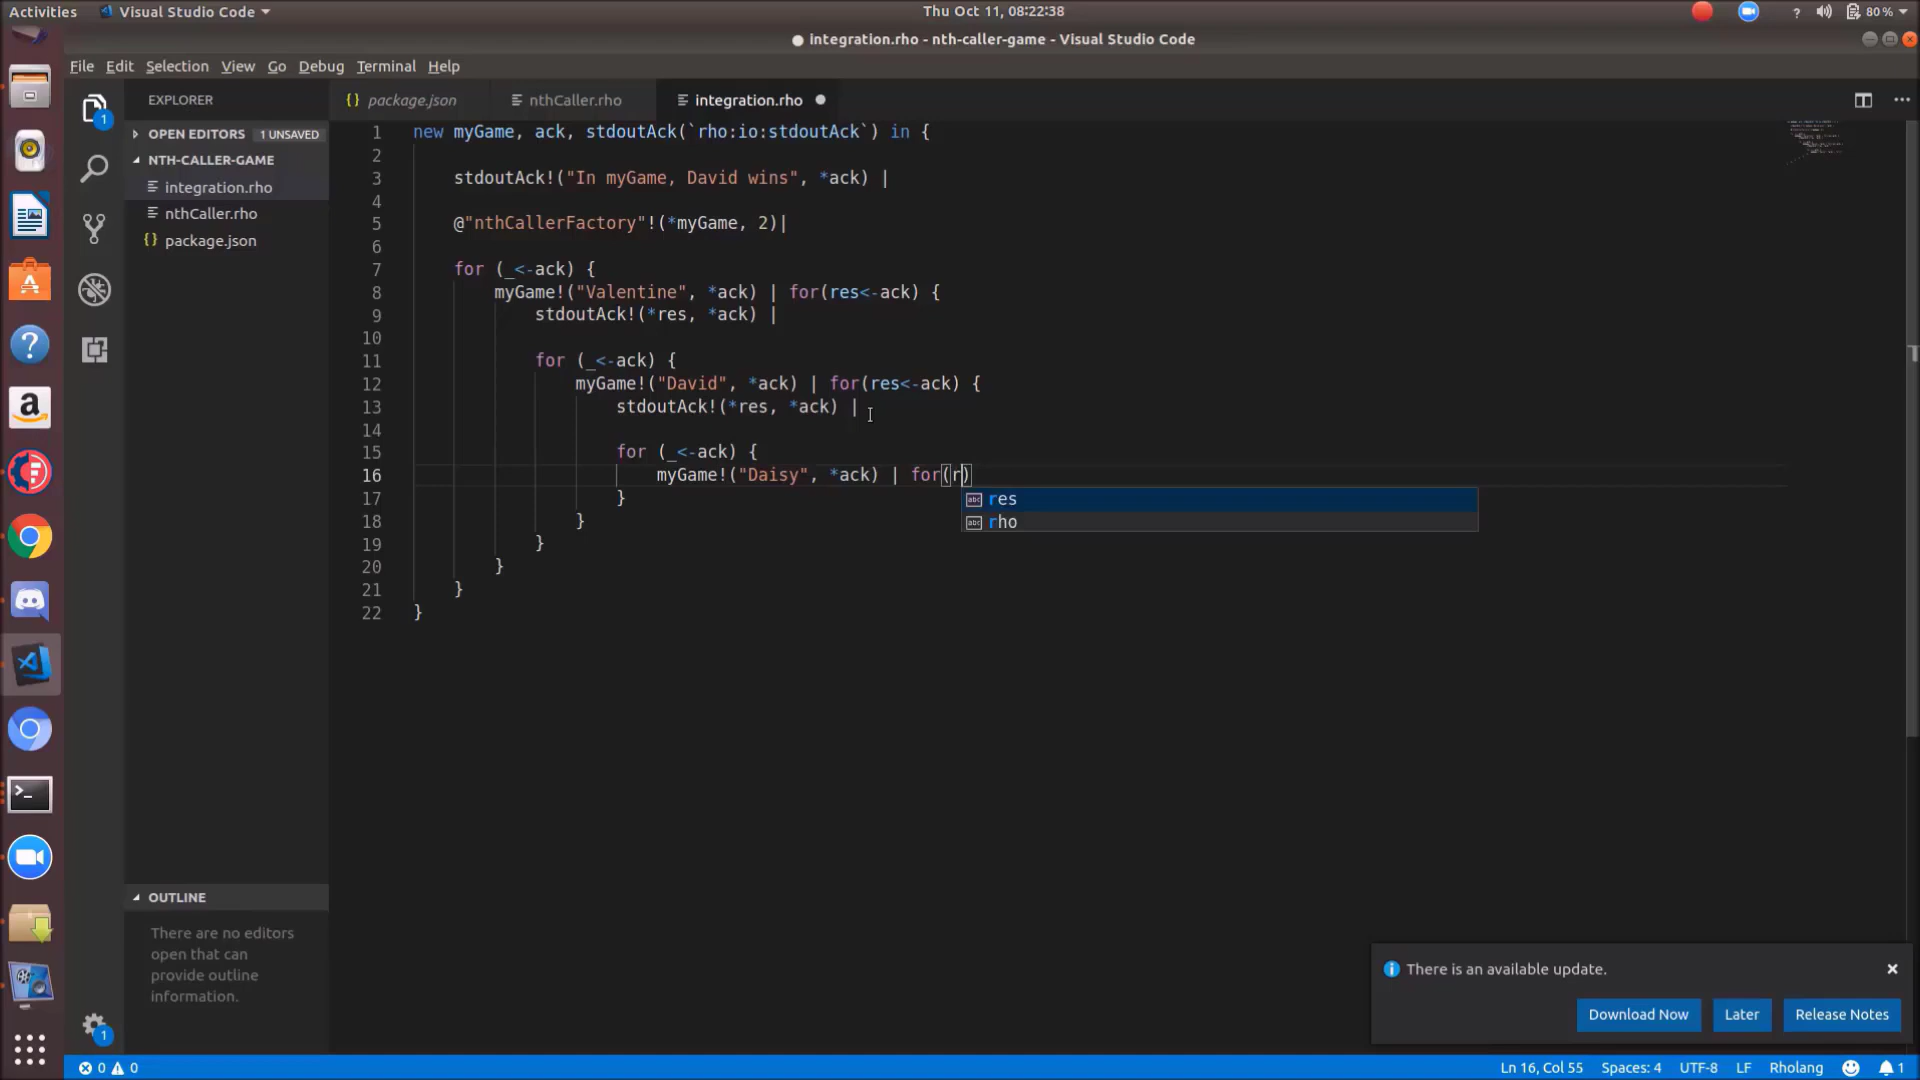 Activities Visual Studio Code Thu Oct 11, 08:22:38 ? 80%
● integration.rho - nth-caller-game - Visual Studio Code
File Edit Selection View Go Debug Terminal Help
EXPLORER {} package.json nthCaller.rho integration.rho ●
OPEN EDITORS 1 UNSAVED
NTH-CALLER-GAME
integration.rho
nthCaller.rho
{} package.json
1 new myGame, ack, stdoutAck(`rho:io:stdoutAck`) in {
2
3 stdoutAck!("In myGame, David wins", *ack) |
4
5 @"nthCallerFactory"!(*myGame, 2)|
6
7 for (_<-ack) {
8 myGame!("Valentine", *ack) | for(res<-ack) {
9 stdoutAck!(*res, *ack) |
10
11 for (_<-ack) {
12 myGame!("David", *ack) | for(res<-ack) {
13 stdoutAck!(*res, *ack) |
14
15 for (_<-ack) {
16 myGame!("Daisy", *ack) | for(r)
17 }
18 }
19 }
20 }
21 }
22 }
abc res
abc rho
1
1
OUTLINE
There are no editors
open that can
provide outline
information.
There is an available update.
Download Now Later Release Notes
0 0 Ln 16, Col 55 Spaces: 4 UTF-8 LF Rholang 1